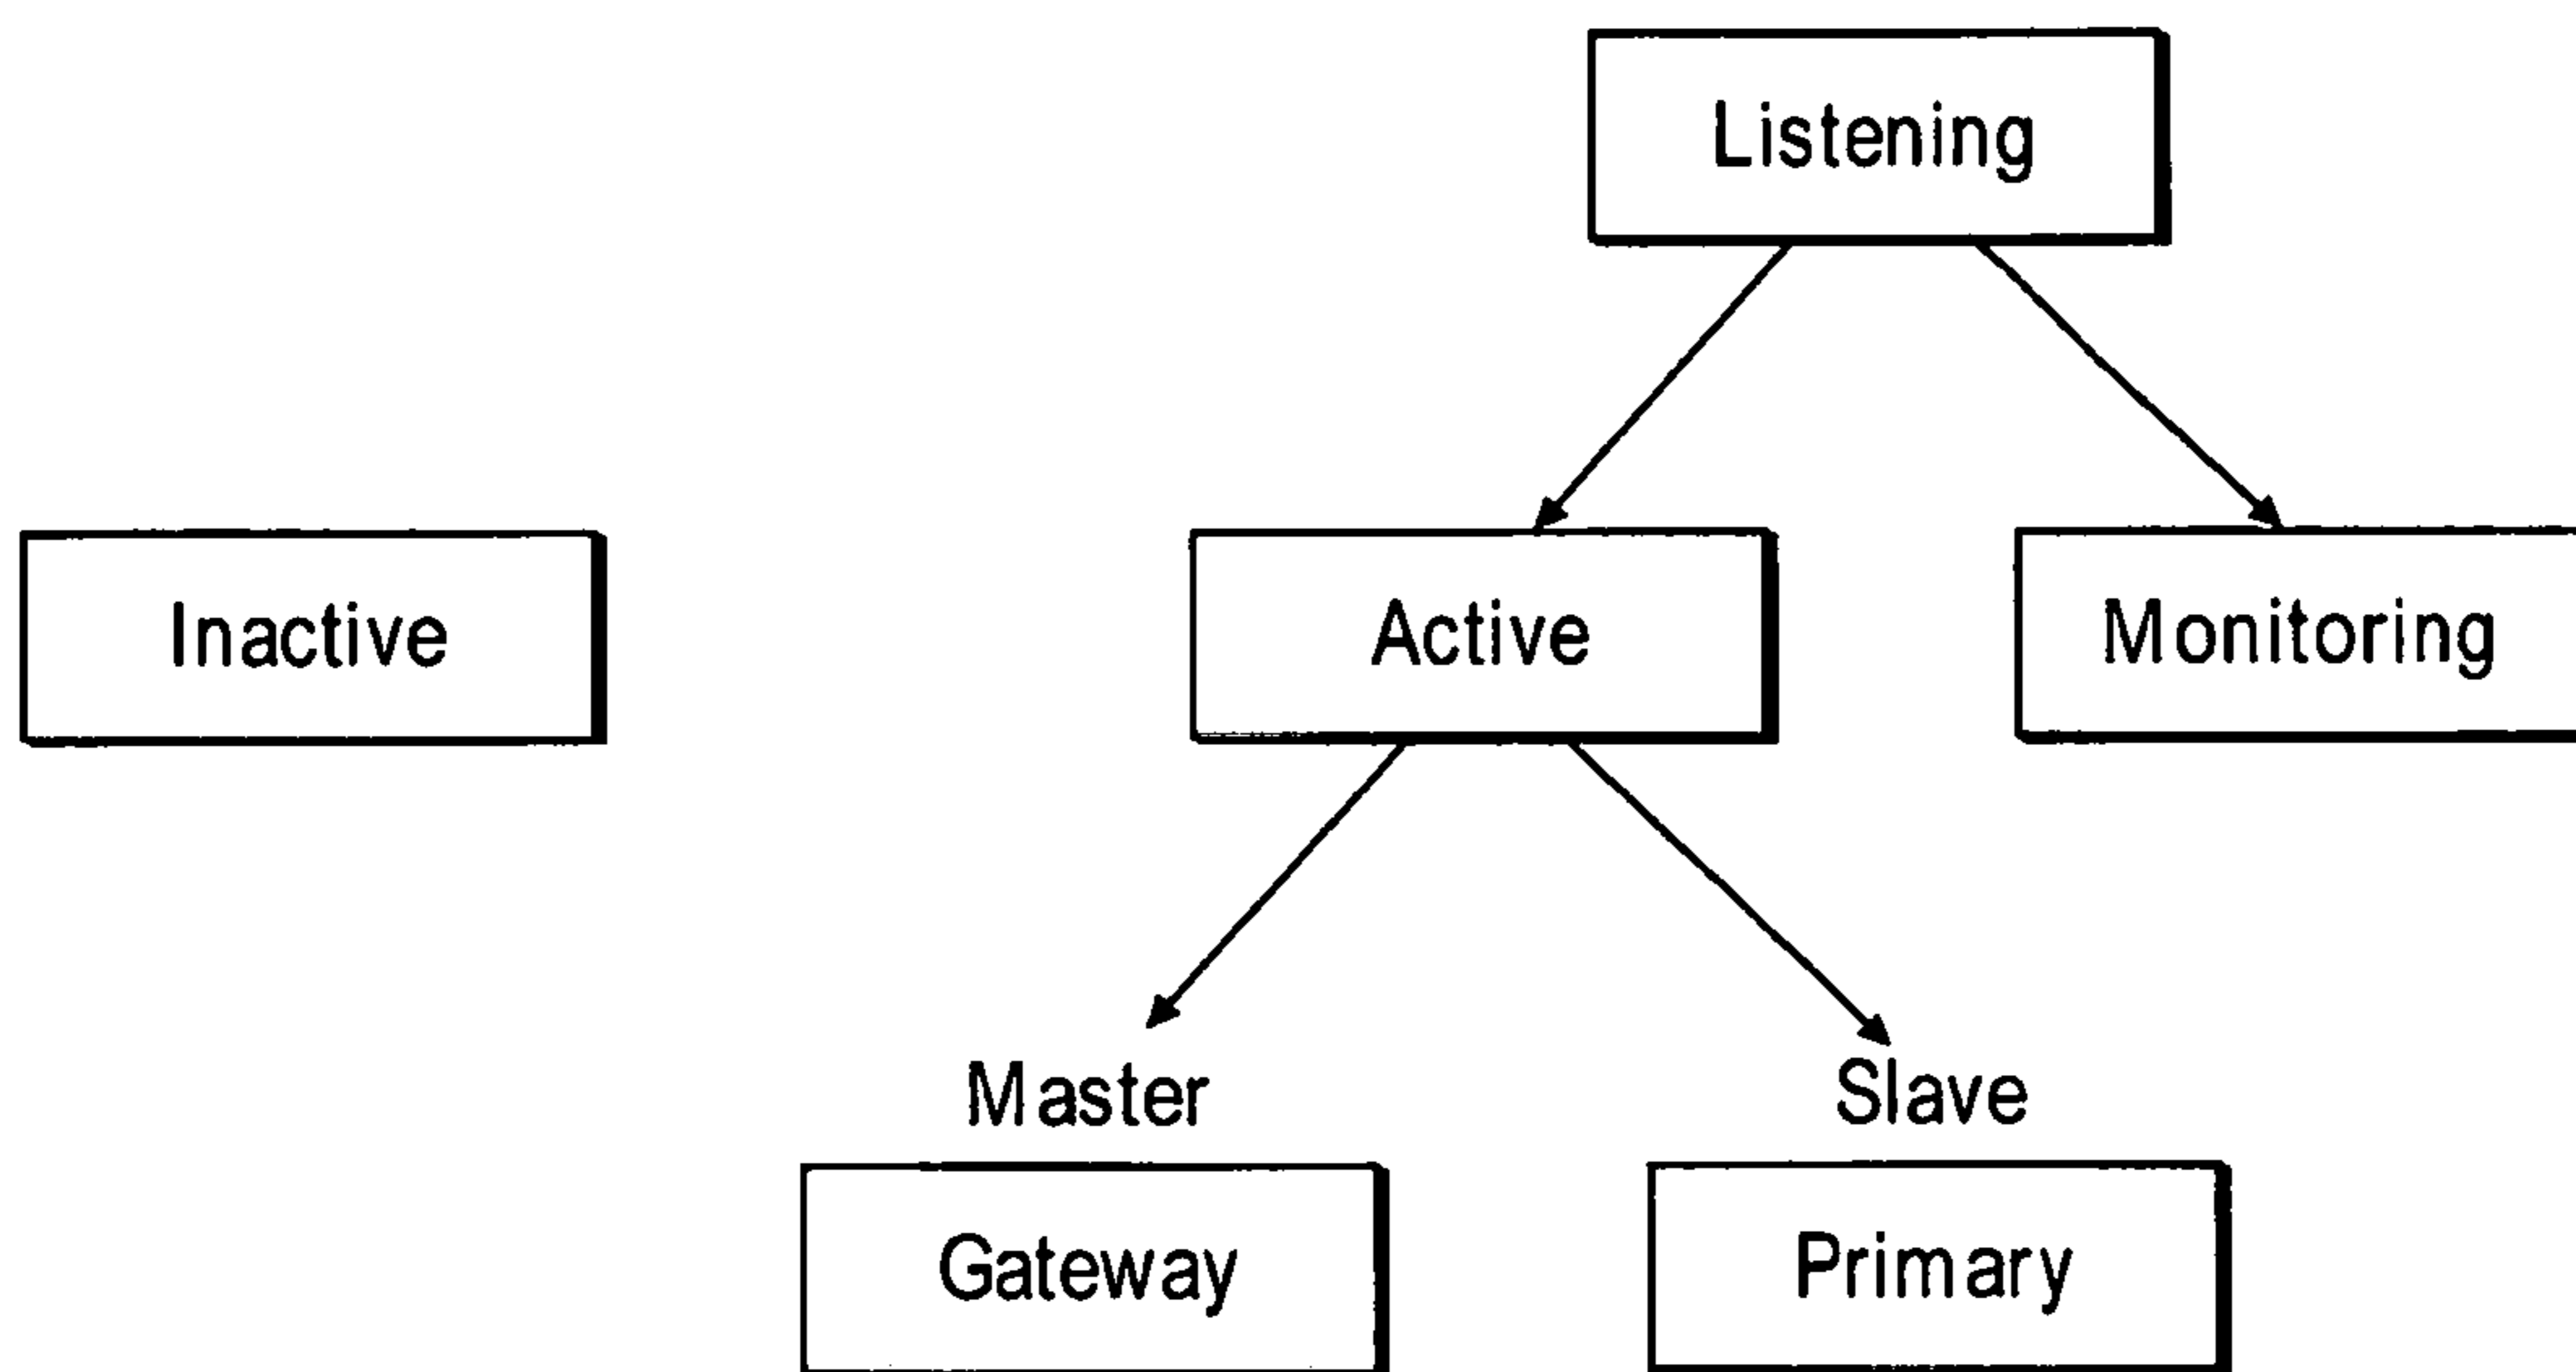 Listening
Inactive
Active
Monitoring
Master
Slave
Gateway
Primary